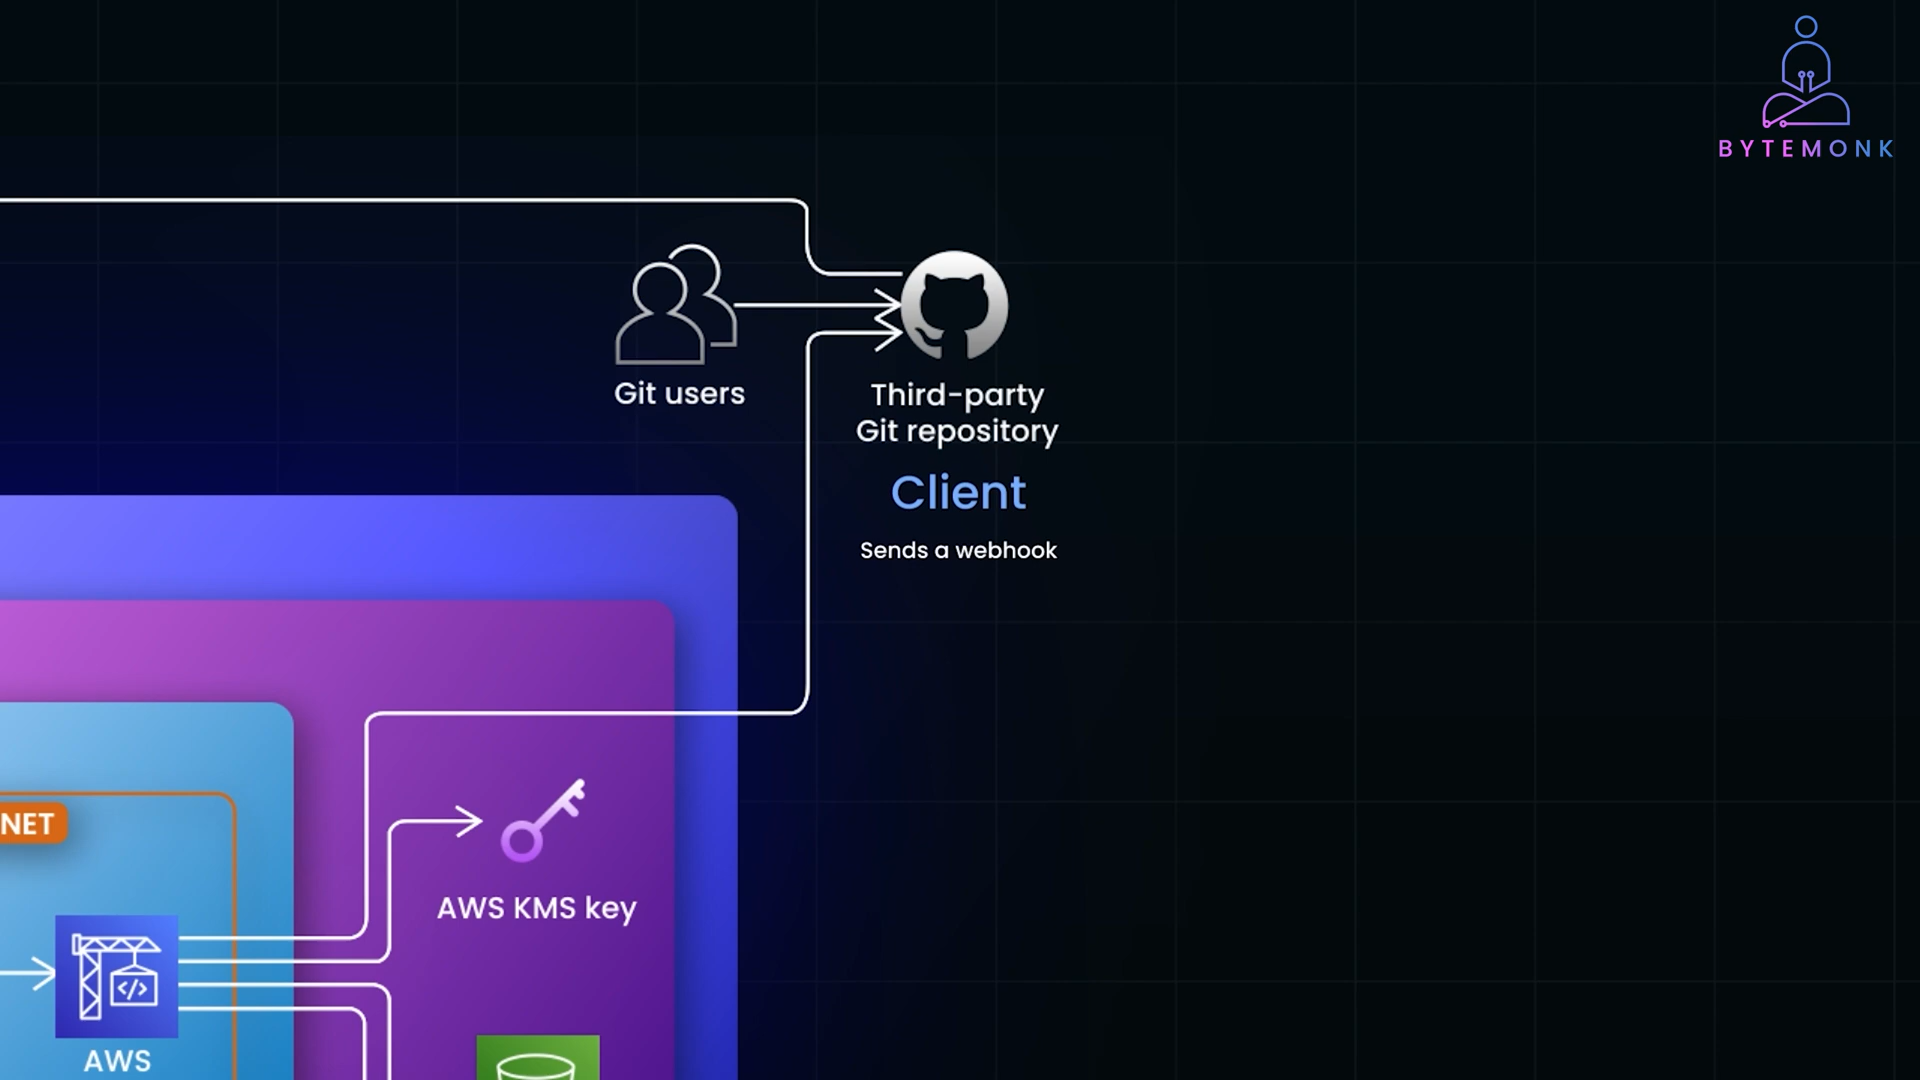 BYTEMONK
Git users
Third-party
Git repository
Client
Sends a webhook
NET
AWS KMS key
</>
AWS